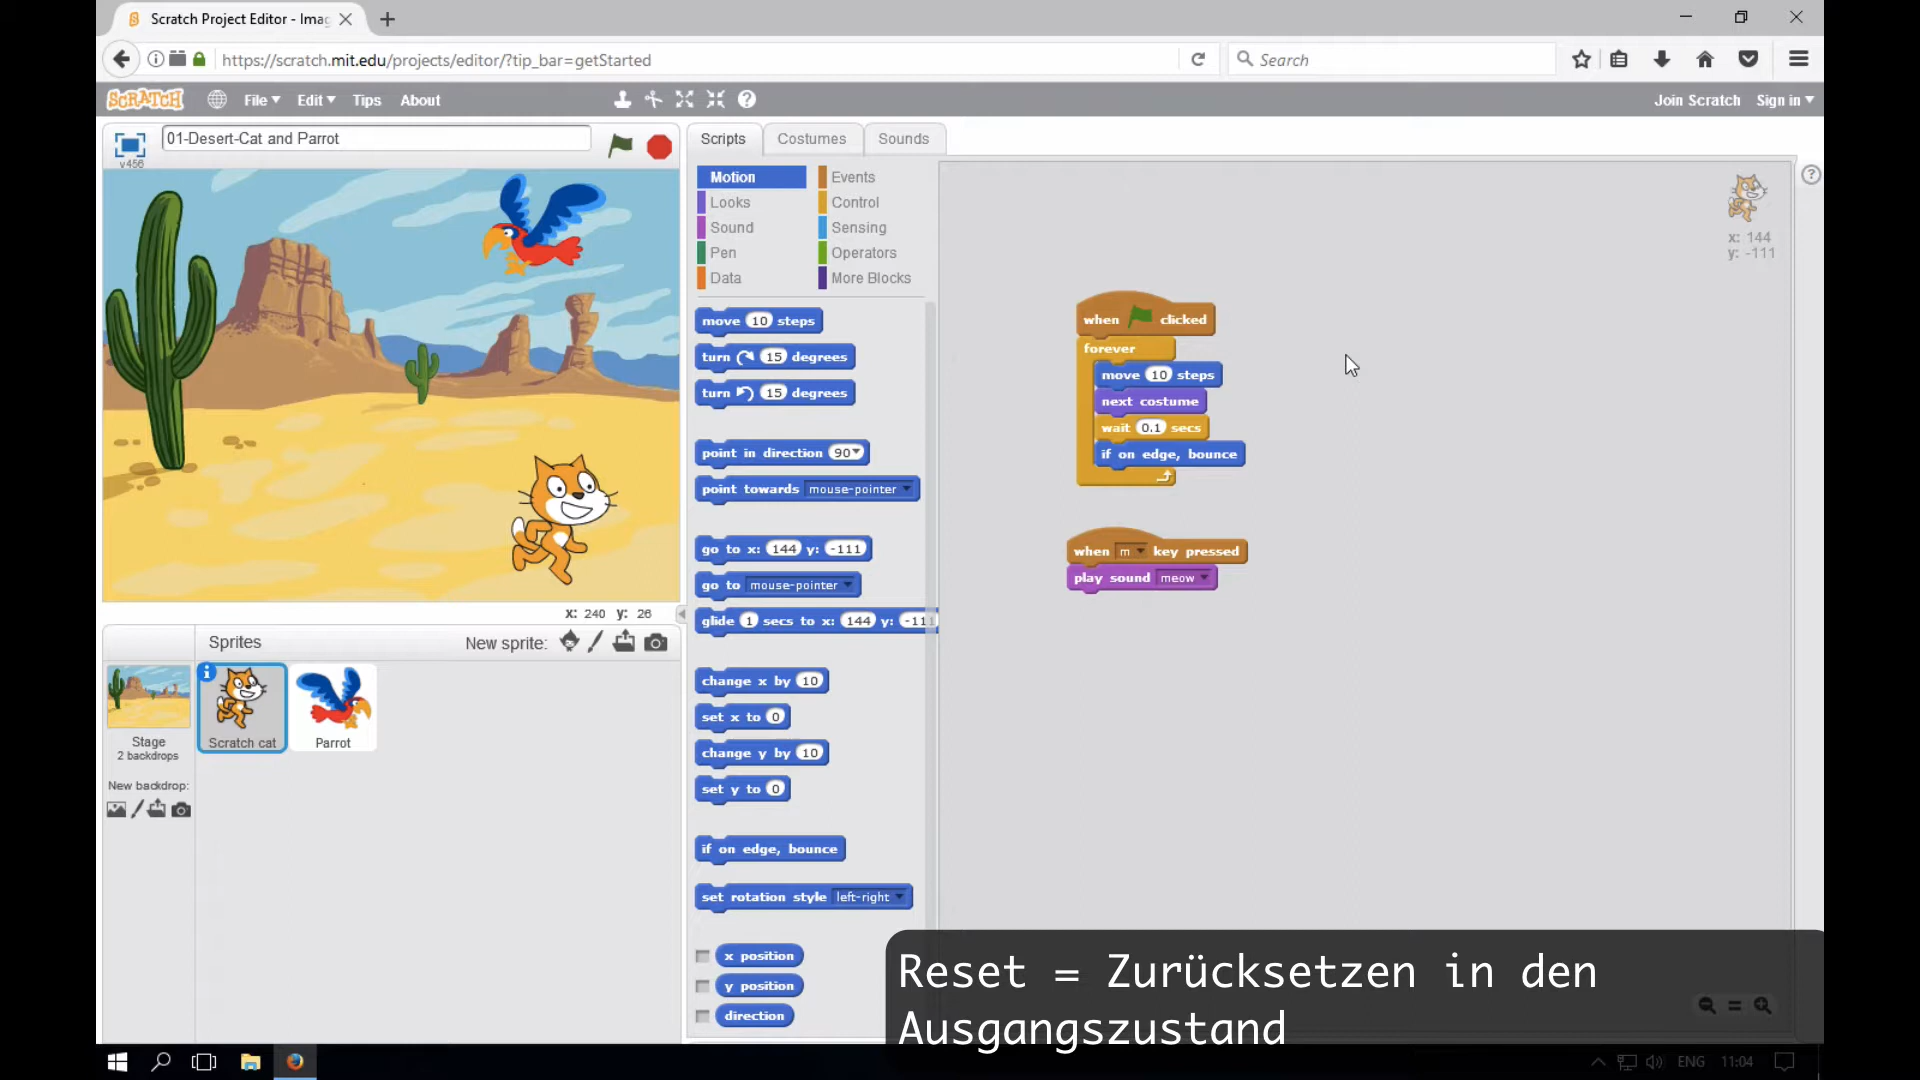 Scratch Project Editor - Imag
https://scratch.mit.edu/projects/editor/?tip_bar=getStarted
Search
SCRATCH
File
Edit
Tips
About
Join Scratch
Sign in
v456
01-Desert-Cat and Parrot
Scripts
Costumes
Sounds
Motion
Events
Looks
Control
Sound
Sensing
Pen
Operators
Data
More Blocks
move 10 steps
turn 15 degrees
turn 15 degrees
point in direction 90
point towards mouse-pointer
go to x: 144 y: -111
go to mouse-pointer
glide 1 secs to x: 144 y: -111
change x by 10
set x to 0
change y by 10
set y to 0
if on edge, bounce
set rotation style left-right
x position
y position
direction
x: 144
y: -111
when clicked
forever
move 10 steps
next costume
wait 0.1 secs
if on edge, bounce
when m key pressed
play sound meow
x: 240 y: 26
Sprites
New sprite:
Stage
2 backdrops
New backdrop:
Scratch cat
Parrot
Reset = Zurücksetzen in den
Ausgangszustand
ENG
11:04